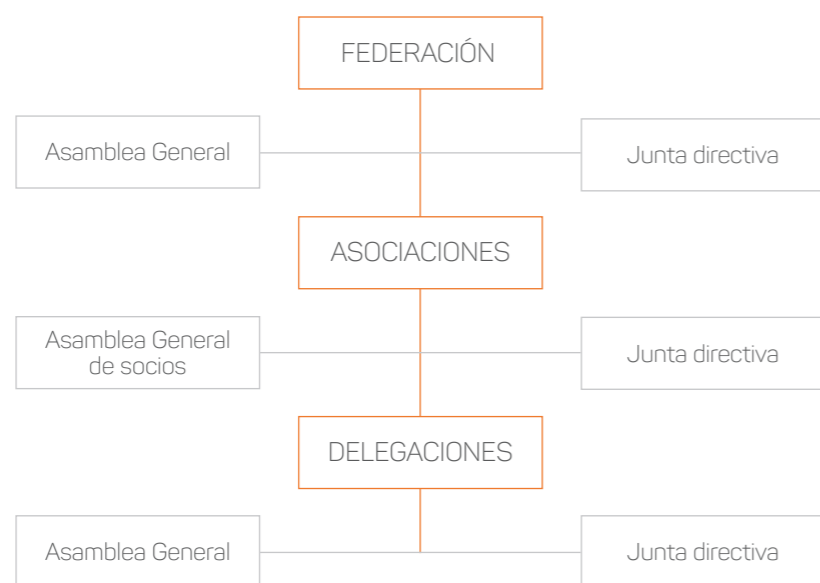 FEDERACIÓN
Asamblea General
Junta directiva
ASOCIACIONES
Asamblea General
de socios
Junta directiva
DELEGACIONES
Asamblea General
Junta directiva